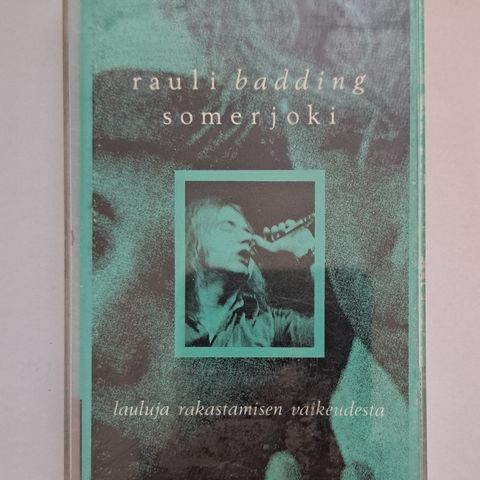 rauli badding
somerjoki
lauluja rakastamisen vaikeudesta